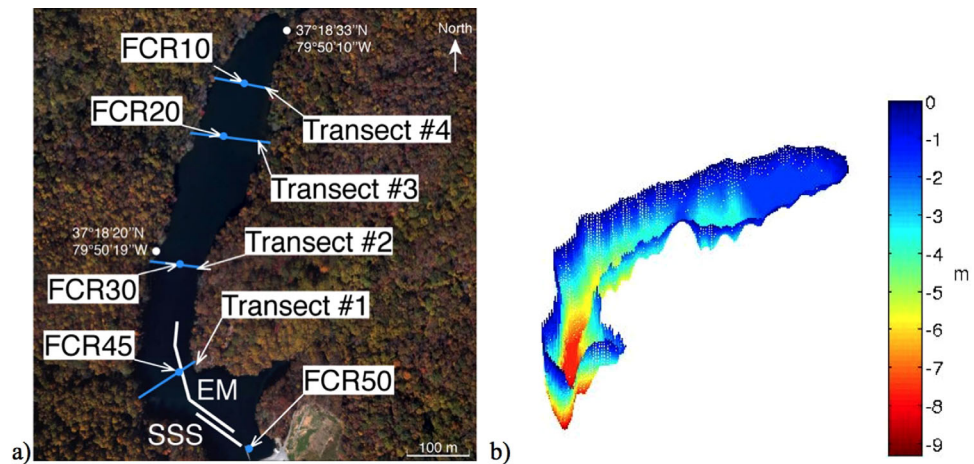 37°18'33"N
79°50'10"W
North
FCR10
FCR20
Transect #4
Transect #3
37°18'20"N
79°50'19"W
Transect #2
FCR30
Transect #1
FCR45
EM
FCR50
SSS
100 m
a)
b)
0
-1
-2
-3
-4
-5
-6
-7
-8
-9
m